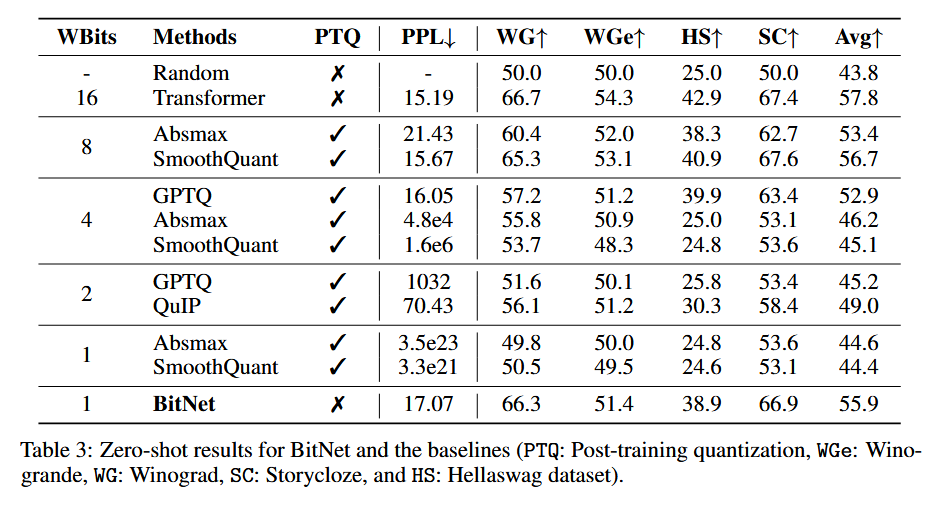 WBits Methods PTQ PPL↓ WG↑ WGe↑ HS↑ SC↑ Avg↑
- Random ✗ - 50.0 50.0 25.0 50.0 43.8
16 Transformer ✗ 15.19 66.7 54.3 42.9 67.4 57.8
8 Absmax ✓ 21.43 60.4 52.0 38.3 62.7 53.4
SmoothQuant ✓ 15.67 65.3 53.1 40.9 67.6 56.7
4 GPTQ ✓ 16.05 57.2 51.2 39.9 63.4 52.9
Absmax ✓ 4.8e4 55.8 50.9 25.0 53.1 46.2
SmoothQuant ✓ 1.6e6 53.7 48.3 24.8 53.6 45.1
2 GPTQ ✓ 1032 51.6 50.1 25.8 53.4 45.2
QuIP ✓ 70.43 56.1 51.2 30.3 58.4 49.0
1 Absmax ✓ 3.5e23 49.8 50.0 24.8 53.6 44.6
SmoothQuant ✓ 3.3e21 50.5 49.5 24.6 53.1 44.4
1 BitNet ✗ 17.07 66.3 51.4 38.9 66.9 55.9
Table 3: Zero-shot results for BitNet and the baselines (PTQ: Post-training quantization, WGe: Wino-
grande, WG: Winograd, SC: Storycloze, and HS: Hellaswag dataset).